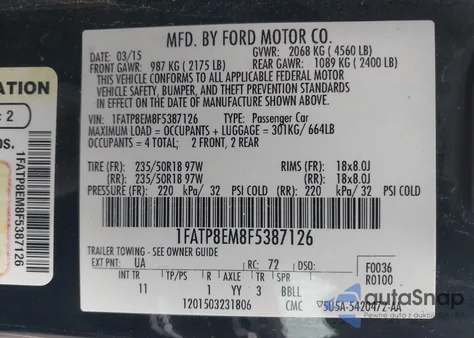 MFD. BY FORD MOTOR CO.
DATE: 03/15 GVWR: 2068 KG ( 4560 LB)
FRONT GAWR: 987 KG ( 2175 LB) REAR GAWR: 1089 KG ( 2400 LB)
THIS VEHICLE CONFORMS TO ALL APPLICABLE FEDERAL MOTOR
VEHICLE SAFETY, BUMPER, AND THEFT PREVENTION STANDARDS
IN EFFECT ON THE DATE OF MANUFACTURE SHOWN ABOVE.
VIN: 1FATP8EM8F5387126 TYPE: Passenger Car
MAXIMUM LOAD = OCCUPANTS + LUGGAGE = 301KG/ 664LB
OCCUPANTS = 4 TOTAL: 2 FRONT, 2 REAR
TIRE (FR): 235/50R18 97W RIMS (FR): 18x8.0J
TIRE (RR): 235/50R18 97W RIMS (RR): 18x8.0J
PRESSURE (FR): 220 kPa/ 32 PSI COLD (RR): 220 kPa/ 32 PSI COLD
1FATP8EM8F5387126
TRAILER TOWING - SEE OWNER GUIDE
EXT PNT: UA RC: 72 DSO: F0036
INT TR TP/PS R AXLE TR SPR R0100
11 1 YY 3 BBLL
1201503231806 CMC 5U5A-5420472-AA
ATION
: 2
os.
1FATP8EM8F5387126
autoSnap